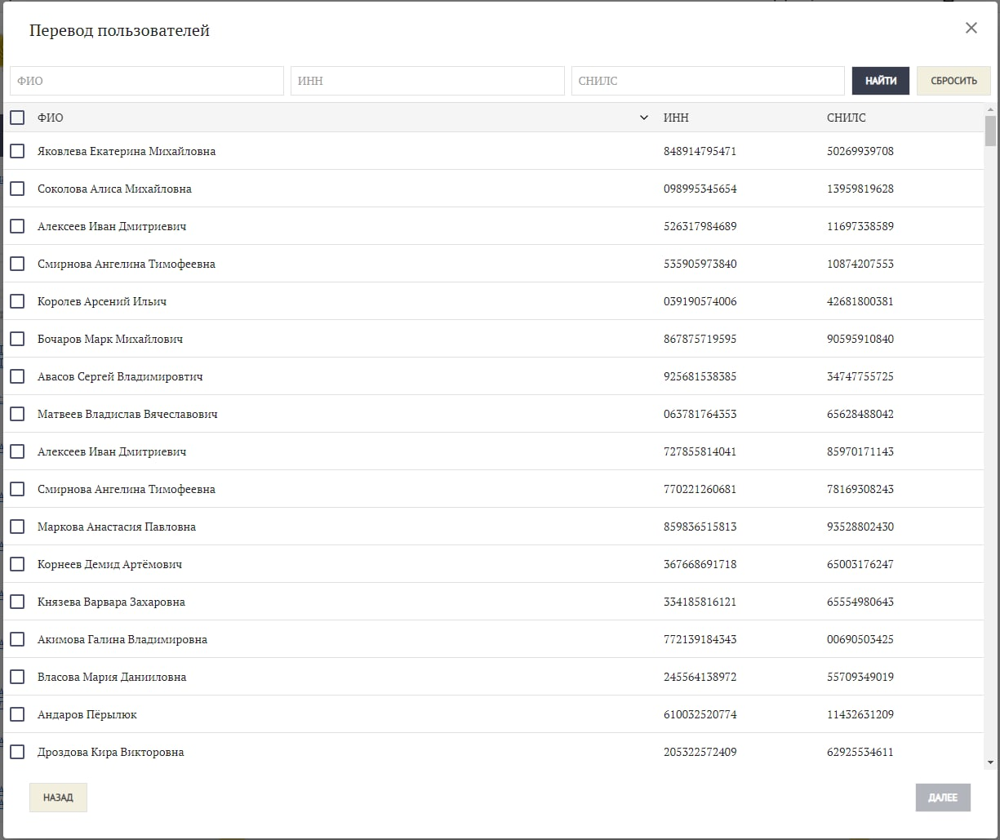 Перевод пользователей
ФИО ИНН СНИЛС НАЙТИ СБРОСИТЬ
ФИО ИНН СНИЛС
Яковлева Екатерина Михайловна 848914795471 50269939708
Соколова Алиса Михайловна 098995345654 13959819628
Алексеев Иван Дмитриевич 526317984689 11697338589
Смирнова Ангелина Тимофеевна 535905973840 10874207553
Королев Арсений Ильич 039190574006 42681800381
Бочаров Марк Михайлович 867875719595 90595910840
Авасов Сергей Владимировтич 925681538385 34747755725
Матвеев Владислав Вячеславович 063781764353 65628488042
Алексеев Иван Дмитриевич 727855814041 85970171143
Смирнова Ангелина Тимофеевна 770221260681 78169308243
Маркова Анастасия Павловна 859836515813 93528802430
Корнеев Демид Артёмович 367668691718 65003176247
Князева Варвара Захаровна 334185816121 65554980643
Акимова Галина Владимировна 772139184343 00690503425
Власова Мария Данииловна 245564138972 55709349019
Андаров Пёрылюк 610032520774 11432631209
Дроздова Кира Викторовна 205322572409 62925534611
НАЗАД ДАЛЕЕ